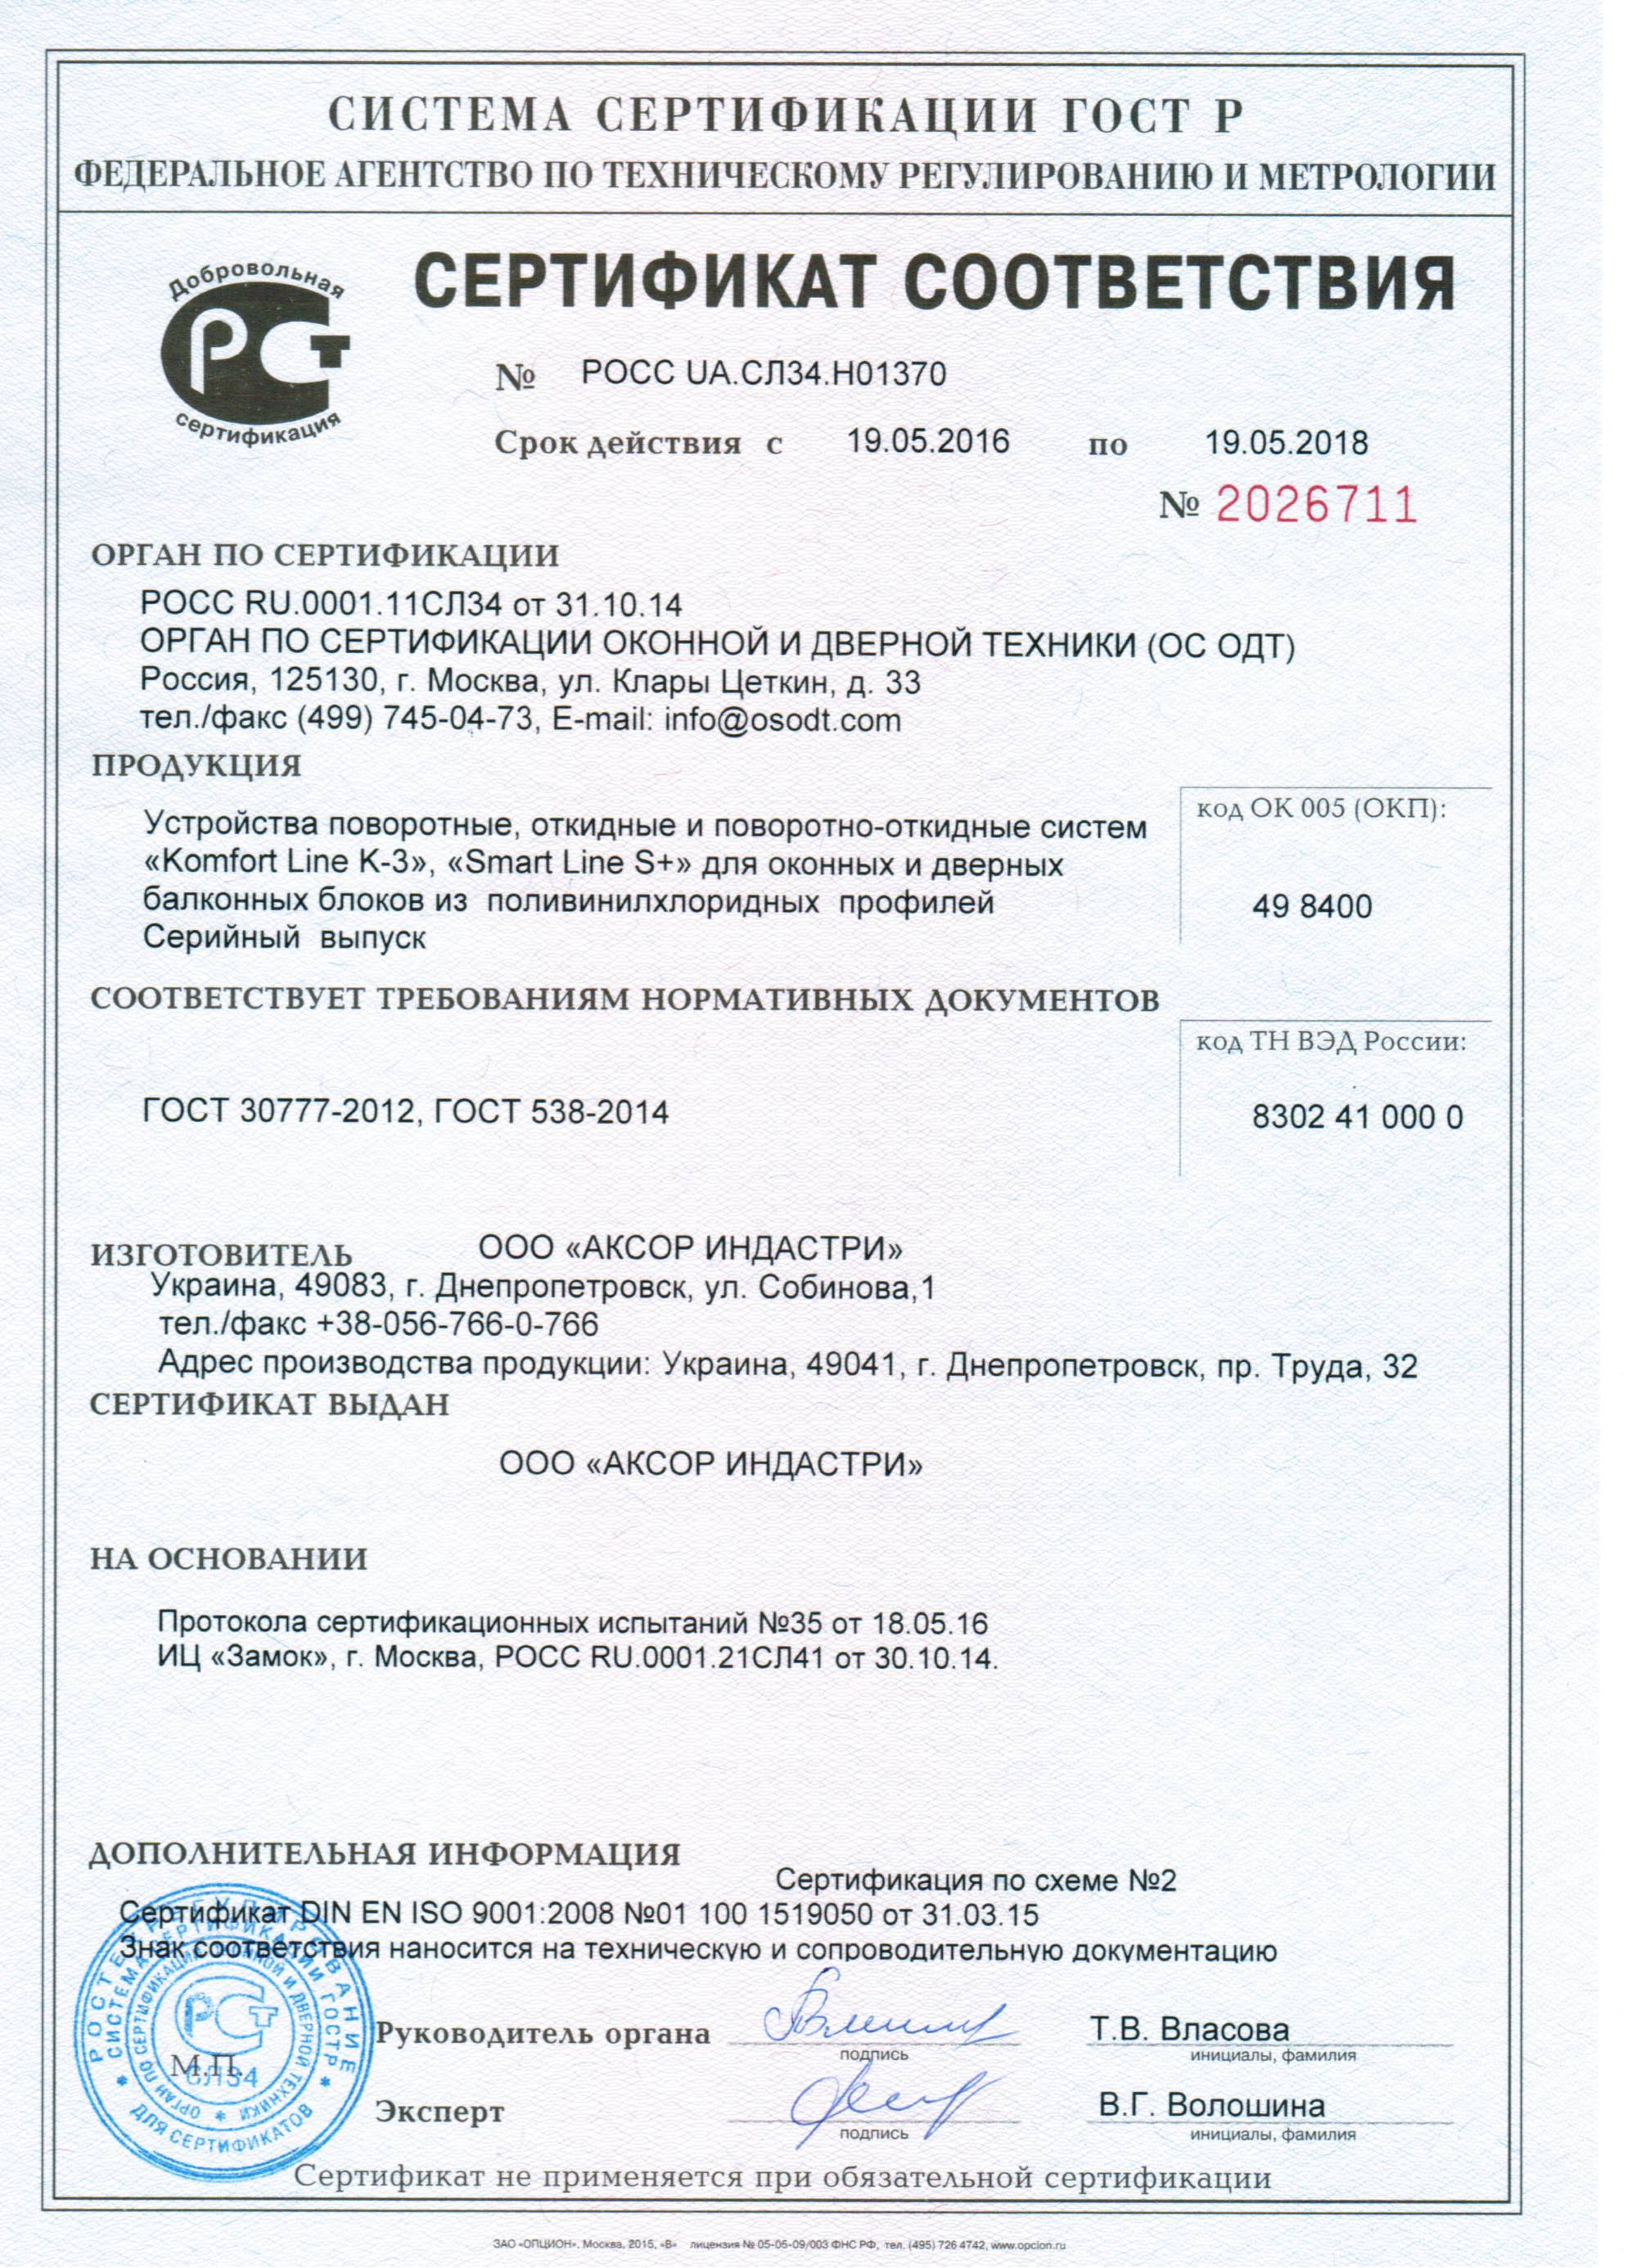 СИСТЕМА СЕРТИФИКАЦИИ ГОСТ Р
ФЕДЕРАЛЬНОЕ АГЕНТСТВО ПО ТЕХНИЧЕСКОМУ РЕГУЛИРОВАНИЮ И МЕТРОЛОГИИ
Добровольная
РСТ
сертификация
СЕРТИФИКАТ СООТВЕТСТВИЯ
№ РОСС UA.СЛ34.Н01370
Срок действия с 19.05.2016 по 19.05.2018
№ 2026711
ОРГАН ПО СЕРТИФИКАЦИИ
РОСС RU.0001.11СЛ34 от 31.10.14
ОРГАН ПО СЕРТИФИКАЦИИ ОКОННОЙ И ДВЕРНОЙ ТЕХНИКИ (ОС ОДТ)
Россия, 125130, г. Москва, ул. Клары Цеткин, д. 33
тел./факс (499) 745-04-73, E-mail: info@osodt.com
ПРОДУКЦИЯ
Устройства поворотные, откидные и поворотно-откидные систем
«Komfort Line K-3», «Smart Line S+» для оконных и дверных
балконных блоков из поливинилхлоридных профилей
Серийный выпуск
код ОК 005 (ОКП):
49 8400
СООТВЕТСТВУЕТ ТРЕБОВАНИЯМ НОРМАТИВНЫХ ДОКУМЕНТОВ
код ТН ВЭД России:
ГОСТ 30777-2012, ГОСТ 538-2014
8302 41 000 0
ИЗГОТОВИТЕЛЬ ООО «АКСОР ИНДАСТРИ»
Украина, 49083, г. Днепропетровск, ул. Собинова,1
тел./факс +38-056-766-0-766
Адрес производства продукции: Украина, 49041, г. Днепропетровск, пр. Труда, 32
СЕРТИФИКАТ ВЫДАН
ООО «АКСОР ИНДАСТРИ»
НА ОСНОВАНИИ
Протокола сертификационных испытаний №35 от 18.05.16
ИЦ «Замок», г. Москва, РОСС RU.0001.21СЛ41 от 30.10.14.
ДОПОЛНИТЕЛЬНАЯ ИНФОРМАЦИЯ
Сертификация по схеме №2
Сертификат DIN EN ISO 9001:2008 №01 100 1519050 от 31.03.15
Знак соответствия наносится на техническую и сопроводительную документацию
РОСТЕХРЕГУЛИРОВАНИЕ
СИСТЕМА СЕРТИФИКАЦИИ ГОСТ Р
ОРГАН ПО СЕРТИФИКАЦИИ ОКОННОЙ И ДВЕРНОЙ ТЕХНИКИ
РСТ
СЛ34
ДЛЯ СЕРТИФИКАТОВ
М.П.
Руководитель органа Т.В. Власова
подпись инициалы, фамилия
Эксперт В.Г. Волошина
подпись инициалы, фамилия
Сертификат не применяется при обязательной сертификации
ЗАО «ОПЦИОН», Москва, 2015, «В» лицензия № 05-05-09/003 ФНС РФ, тел. (495) 726 4742, www.opcion.ru